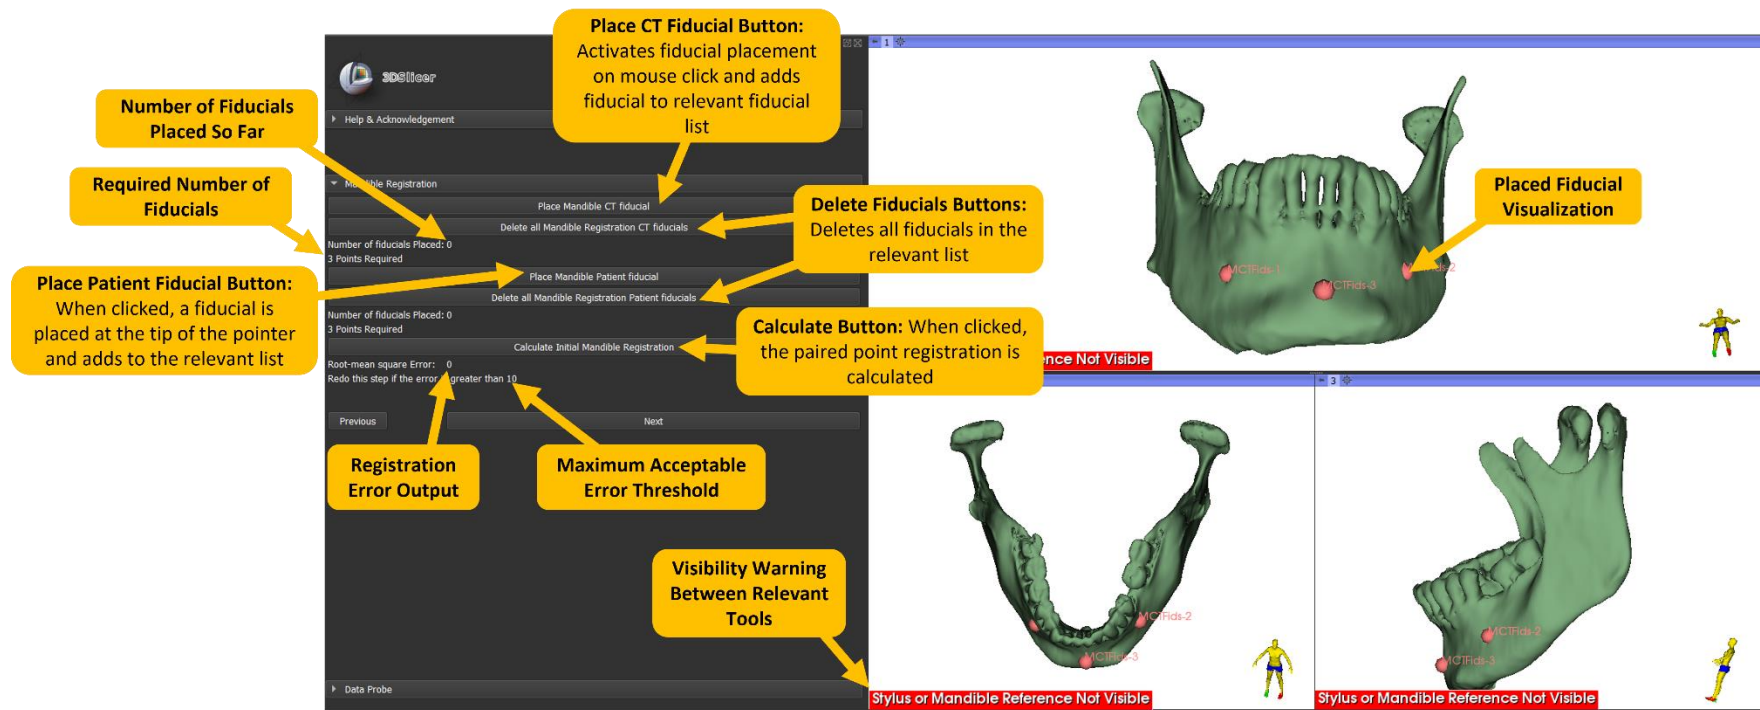 Place CT Fiducial Button:
Activates fiducial placement
on mouse click and adds
fiducial to relevant fiducial
list
Number of Fiducials
Placed So Far
Required Number of
Fiducials
Place Patient Fiducial Button:
When clicked, a fiducial is
placed at the tip of the pointer
and adds to the relevant list
3DSlicer
Help & Acknowledgement
Mandible Registration
Place Mandible CT fiducial
Delete all Mandible Registration CT fiducials
Number of fiducials Placed: 0
3 Points Required
Place Mandible Patient fiducial
Delete all Mandible Registration Patient fiducials
Number of fiducials Placed: 0
3 Points Required
Calculate Initial Mandible Registration
Root-mean square Error: 0
Redo this step if the error is greater than 10
Previous
Next
Delete Fiducials Buttons:
Deletes all fiducials in the
relevant list
Calculate Button: When clicked,
the paired point registration is
calculated
Registration
Error Output
Maximum Acceptable
Error Threshold
Visibility Warning
Between Relevant
Tools
Data Probe
1
Placed Fiducial
Visualization
MCTFids-1
MCTFids-2
MCTFids-3
ence Not Visible
MCTFids-2
MCTFids-3
Stylus or Mandible Reference Not Visible
3
MCTFids-2
MCTFids-3
Stylus or Mandible Reference Not Visible